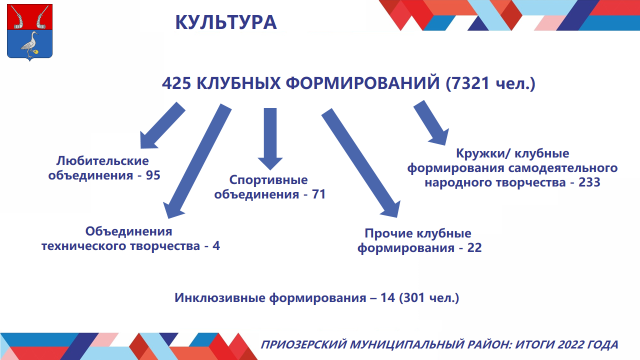 КУЛЬТУРА
425 КЛУБНЫХ ФОРМИРОВАНИЙ (7321 чел.)
Любительские
объединения - 95
Объединения
технического творчества - 4
Спортивные
объединения - 71
Прочие клубные
формирования - 22
Кружки/ клубные
формирования самодеятельного
народного творчества - 233
Инклюзивные формирования – 14 (301 чел.)
ПРИОЗЕРСКИЙ МУНИЦИПАЛЬНЫЙ РАЙОН: ИТОГИ 2022 ГОДА